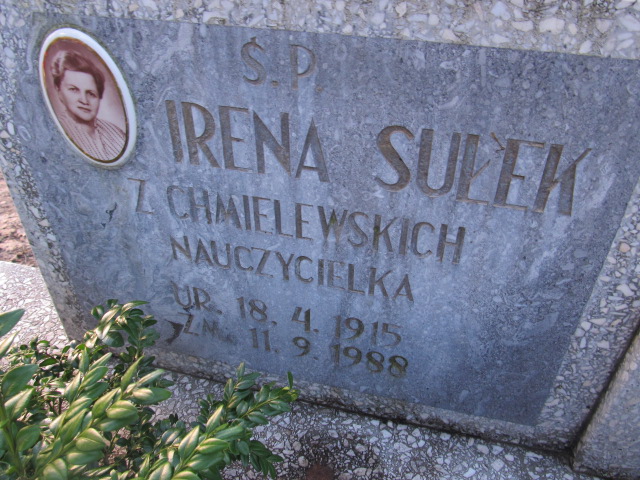 Ś.P.
IRENA SUŁEK
Z CHMIELEWSKICH
NAUCZYCIELKA
UR. 18. 4. 1915
ZM. 11. 9. 1988